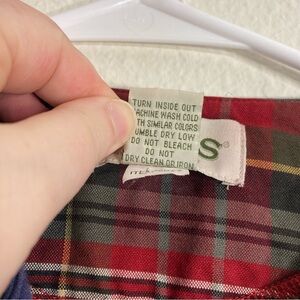 TURN INSIDE OUT
ACHINE WASH COLD
TH SIMILAR COLORS
UMBLE DRY LOW
DO NOT BLEACH
DO NOT
DRY CLEAN OR IRON
S